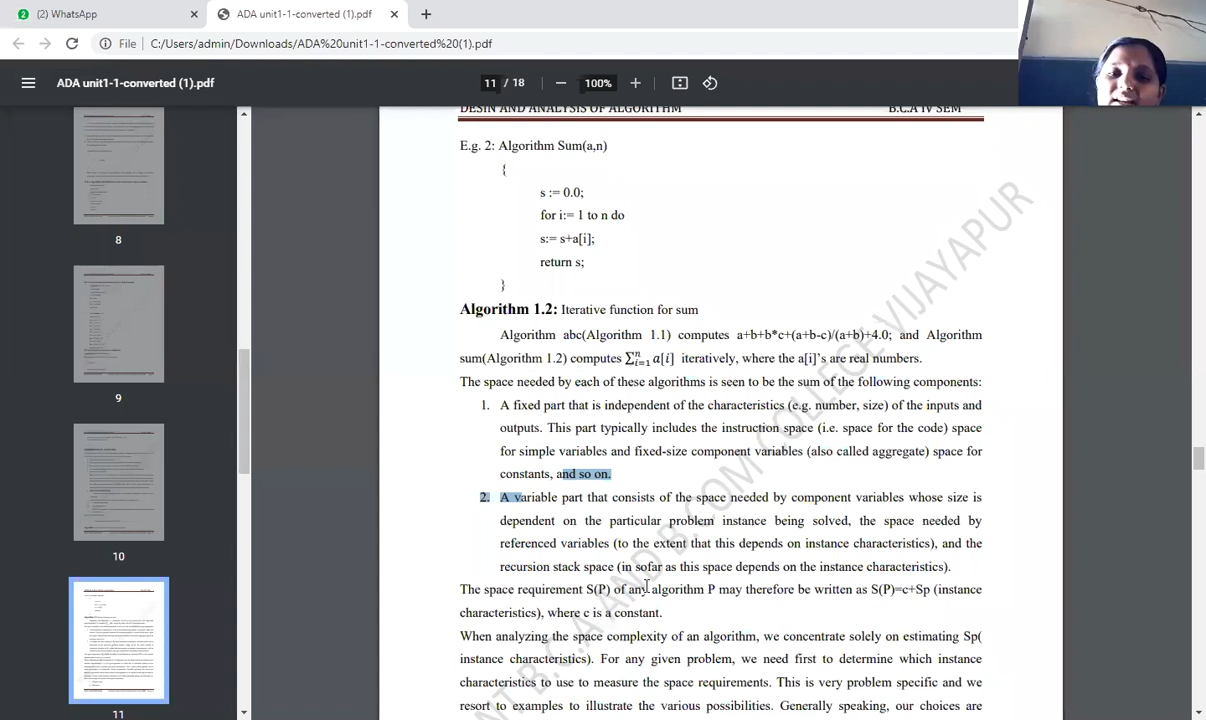 (2) WhatsApp
ADA unit1-1-converted (1).pdf
File C:/Users/admin/Downloads/ADA%20unit1-1-converted%20(1).pdf
ADA unit1-1-converted (1).pdf
11 / 18
100%
8
9
10
11
DESIN AND ANALYSIS OF ALGORITHM B.C.A IV SEM
E.g. 2: Algorithm Sum(a,n)
{
s := 0.0;
for i:= 1 to n do
s:= s+a[i];
return s;
}
Algorithm 1.2: Iterative function for sum
Algorithm abc(Algorithm 1.1) computes a+b+b*c+(a+b-c)/(a+b)+4.0; and Algorithm
sum(Algorithm 1.2) computes ∑ⁿᵢ₌₁ a[i] iteratively, where the a[i]'s are real numbers.
The space needed by each of these algorithms is seen to be the sum of the following components:
1. A fixed part that is independent of the characteristics (e.g. number, size) of the inputs and
outputs. This part typically includes the instruction space (i.e. space for the code) space
for simple variables and fixed-size component variables (also called aggregate) space for
constants, and so on.
2. A variable part that consists of the space needed by component variables whose size is
dependent on the particular problem instance being solved, the space needed by
referenced variables (to the extent that this depends on instance characteristics), and the
recursion stack space (in sofar as this space depends on the instance characteristics).
The space requirement S(P) of any algorithm P may therefore be written as S(P)=c+Sp (instance
characteristics), where c is a constant.
When analyzing the space complexity of an algorithm, we concentrate solely on estimating Sp(
instance characteristics). For any given problem, we need first to determine which instance
characteristics to use to measure the space requirements. This is very problem specific and we
resort to examples to illustrate the various possibilities. Generally speaking, our choices are
AND B.COM COLLEGE VIJAYAPUR